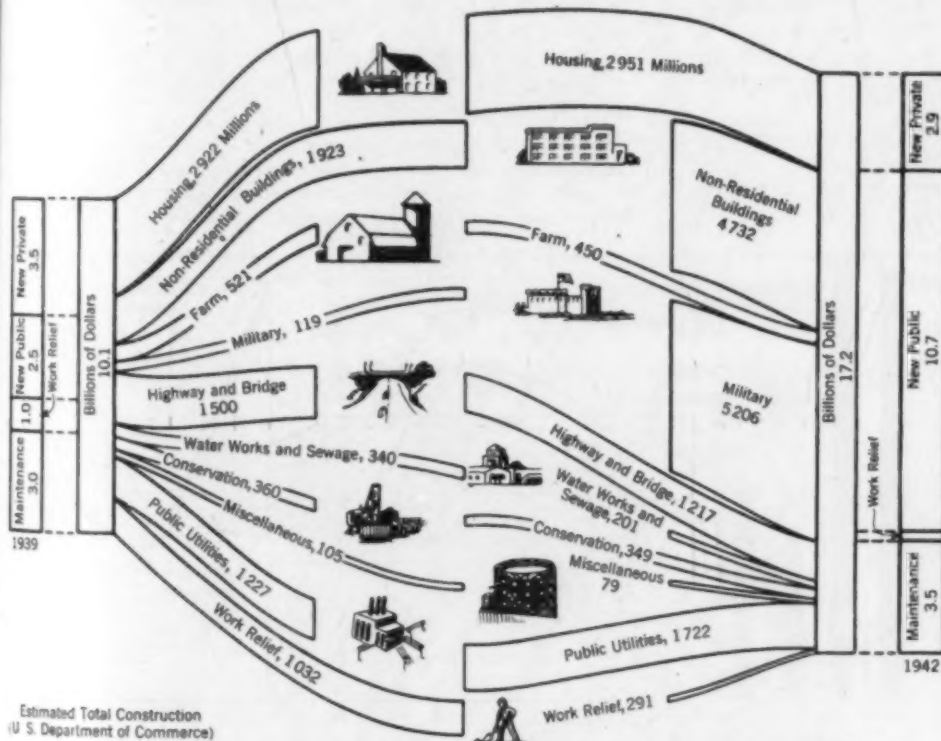 Housing, 2951 Millions
Housing, 2922 Millions
Non-Residential Buildings, 1923
Non-Residential
Buildings
4732
Farm, 521
Farm, 450
Military, 119
Military
5206
Highway and Bridge
1500
Highway and Bridge, 1217
Water Works and Sewage, 340
Water Works and
Sewage, 201
Conservation, 360
Conservation, 349
Miscellaneous, 105
Miscellaneous
79
Public Utilities, 1227
Public Utilities, 1722
Work Relief, 1032
Work Relief, 291
New Private
3.5
New Public
2.5
Work Relief
1.0
Maintenance
3.0
1939
Billions of Dollars
10.1
Billions of Dollars
17.2
New Private
2.9
New Public
10.7
Work Relief
Maintenance
3.5
1942
Estimated Total Construction
(U S. Department of Commerce)